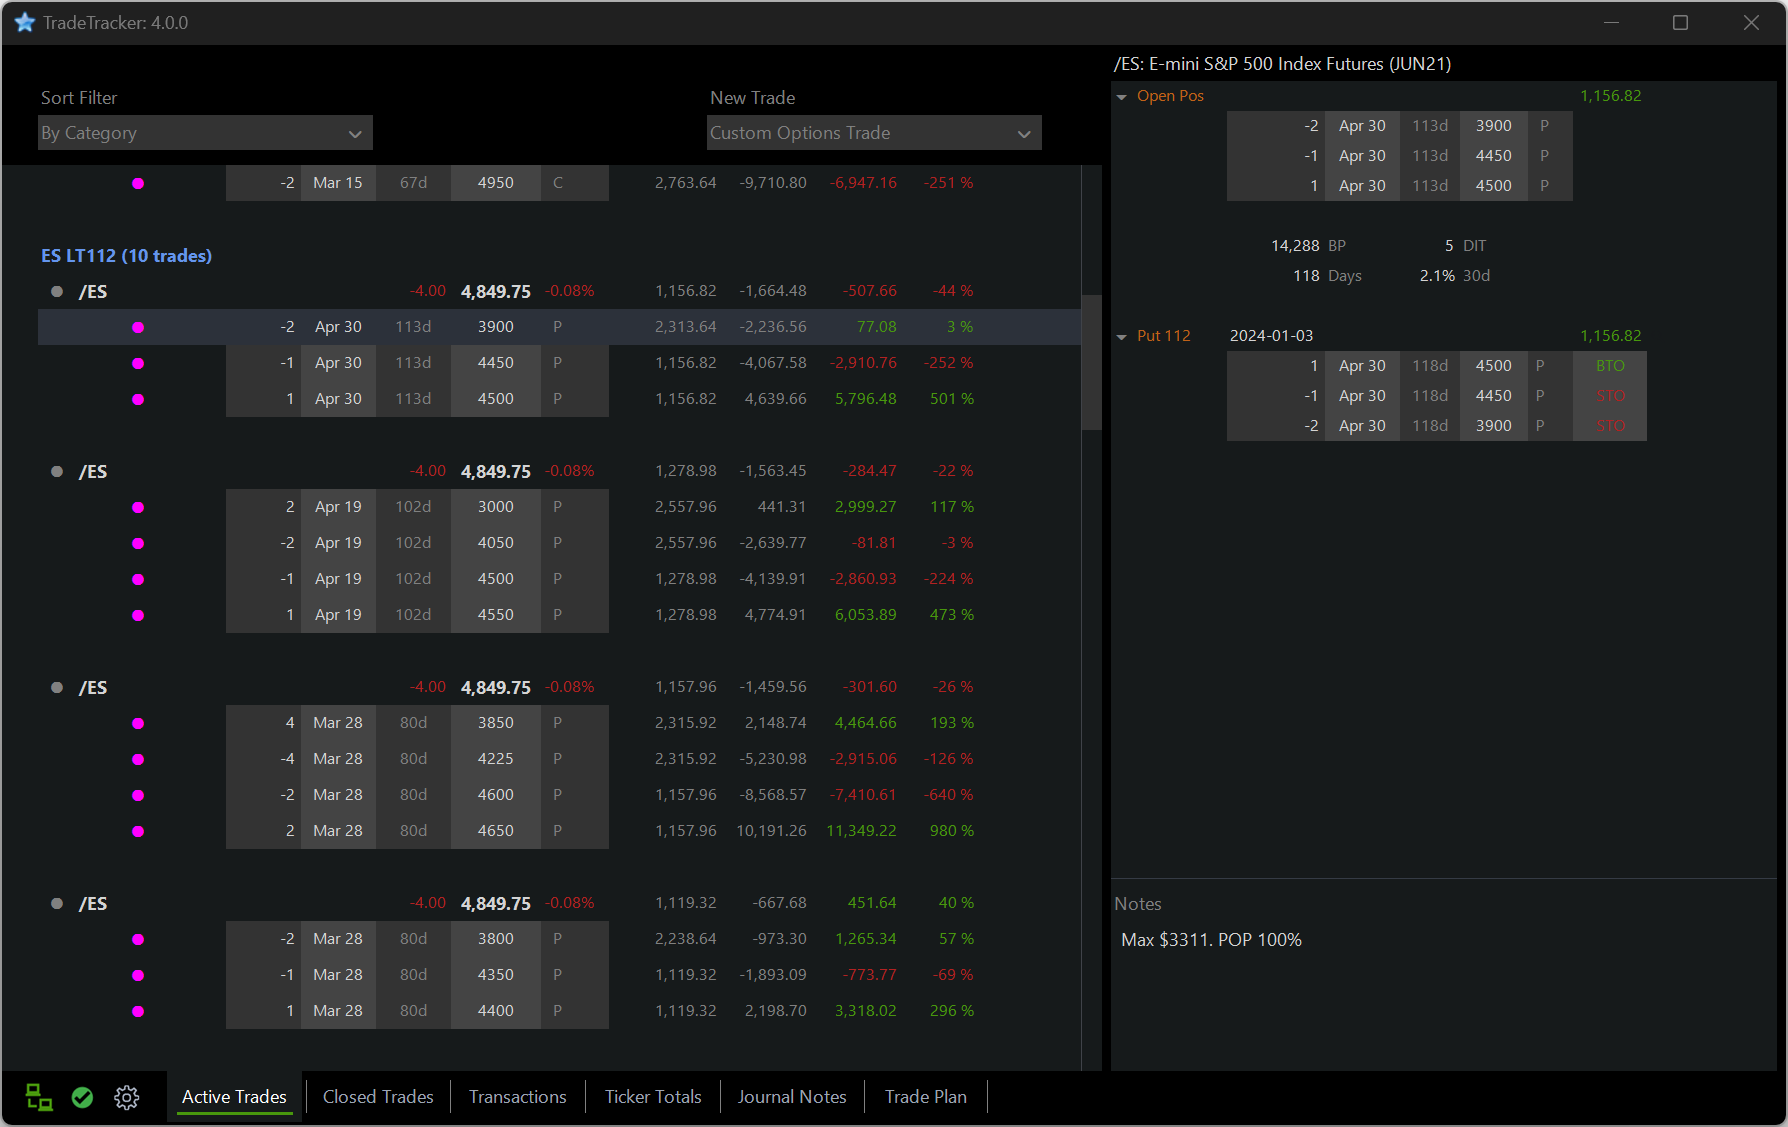 TradeTracker: 4.0.0
Sort Filter
By Category
New Trade
Custom Options Trade
-2 Mar 15 67d 4950 C 2,763.64 -9,710.80 -6,947.16 -251 %
ES LT112 (10 trades)
/ES -4.00 4,849.75 -0.08% 1,156.82 -1,664.48 -507.66 -44 %
-2 Apr 30 113d 3900 P 2,313.64 -2,236.56 77.08 3 %
-1 Apr 30 113d 4450 P 1,156.82 -4,067.58 -2,910.76 -252 %
1 Apr 30 113d 4500 P 1,156.82 4,639.66 5,796.48 501 %
/ES -4.00 4,849.75 -0.08% 1,278.98 -1,563.45 -284.47 -22 %
2 Apr 19 102d 3000 P 2,557.96 441.31 2,999.27 117 %
-2 Apr 19 102d 4050 P 2,557.96 -2,639.77 -81.81 -3 %
-1 Apr 19 102d 4500 P 1,278.98 -4,139.91 -2,860.93 -224 %
1 Apr 19 102d 4550 P 1,278.98 4,774.91 6,053.89 473 %
/ES -4.00 4,849.75 -0.08% 1,157.96 -1,459.56 -301.60 -26 %
4 Mar 28 80d 3850 P 2,315.92 2,148.74 4,464.66 193 %
-4 Mar 28 80d 4225 P 2,315.92 -5,230.98 -2,915.06 -126 %
-2 Mar 28 80d 4600 P 1,157.96 -8,568.57 -7,410.61 -640 %
2 Mar 28 80d 4650 P 1,157.96 10,191.26 11,349.22 980 %
/ES -4.00 4,849.75 -0.08% 1,119.32 -667.68 451.64 40 %
-2 Mar 28 80d 3800 P 2,238.64 -973.30 1,265.34 57 %
-1 Mar 28 80d 4350 P 1,119.32 -1,893.09 -773.77 -69 %
1 Mar 28 80d 4400 P 1,119.32 2,198.70 3,318.02 296 %
/ES: E-mini S&P 500 Index Futures (JUN21)
Open Pos 1,156.82
-2 Apr 30 113d 3900 P
-1 Apr 30 113d 4450 P
1 Apr 30 113d 4500 P
14,288 BP 5 DIT
118 Days 2.1% 30d
Put 112 2024-01-03 1,156.82
1 Apr 30 118d 4500 P BTO
-1 Apr 30 118d 4450 P STO
-2 Apr 30 118d 3900 P STO
Notes
Max $3311. POP 100%
Active Trades Closed Trades Transactions Ticker Totals Journal Notes Trade Plan